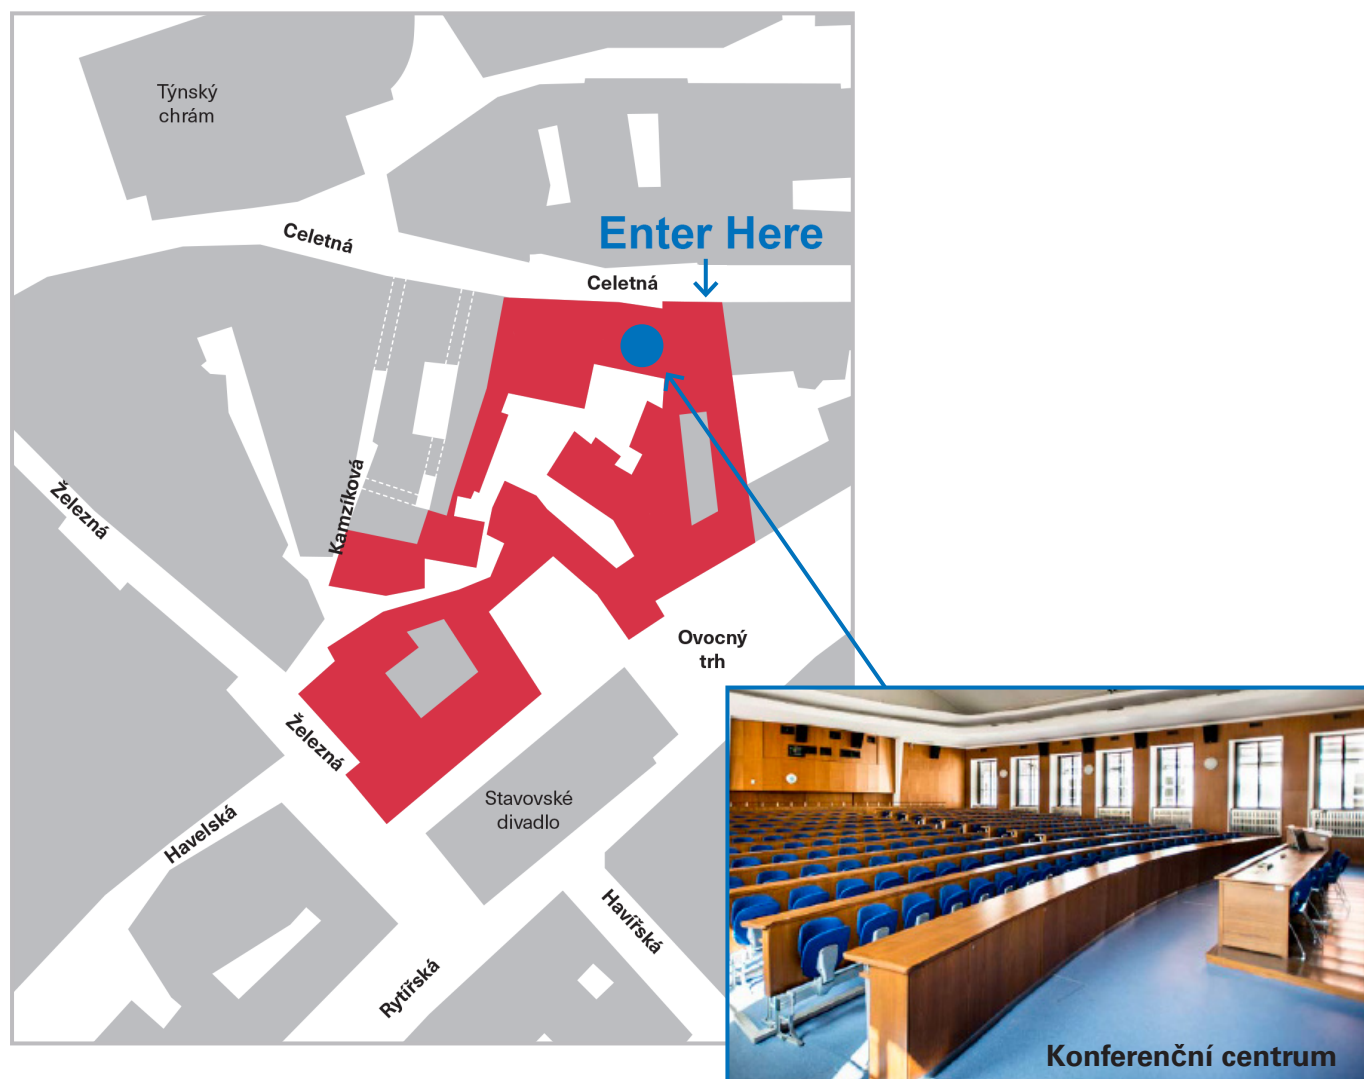 Týnský
chrám
Celetná
Enter Here
Celetná
Kamzíková
Železná
Ovocný
trh
Železná
Stavovské
divadlo
Havelská
Havířská
Rytířská
Konferenční centrum